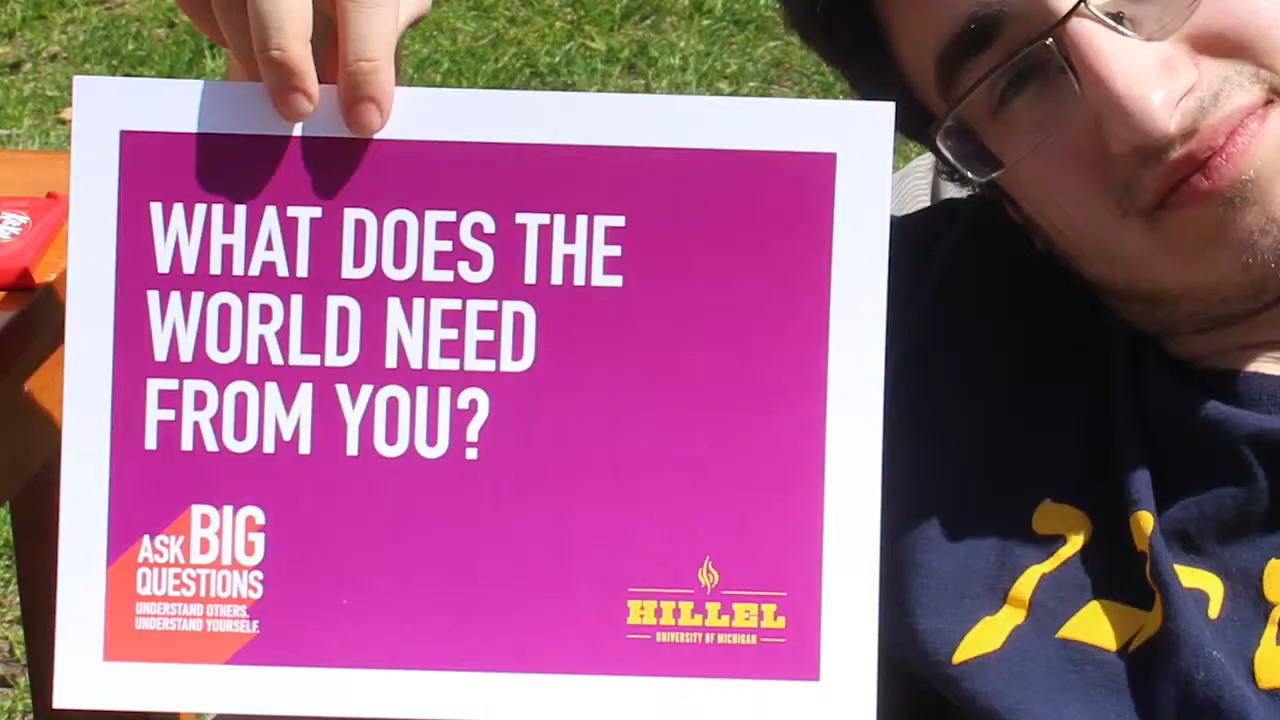 WHAT DOES THE
WORLD NEED
FROM YOU?
ASK BIG
QUESTIONS
UNDERSTAND OTHERS.
UNDERSTAND YOURSELF.
HILLEL
UNIVERSITY OF MICHIGAN